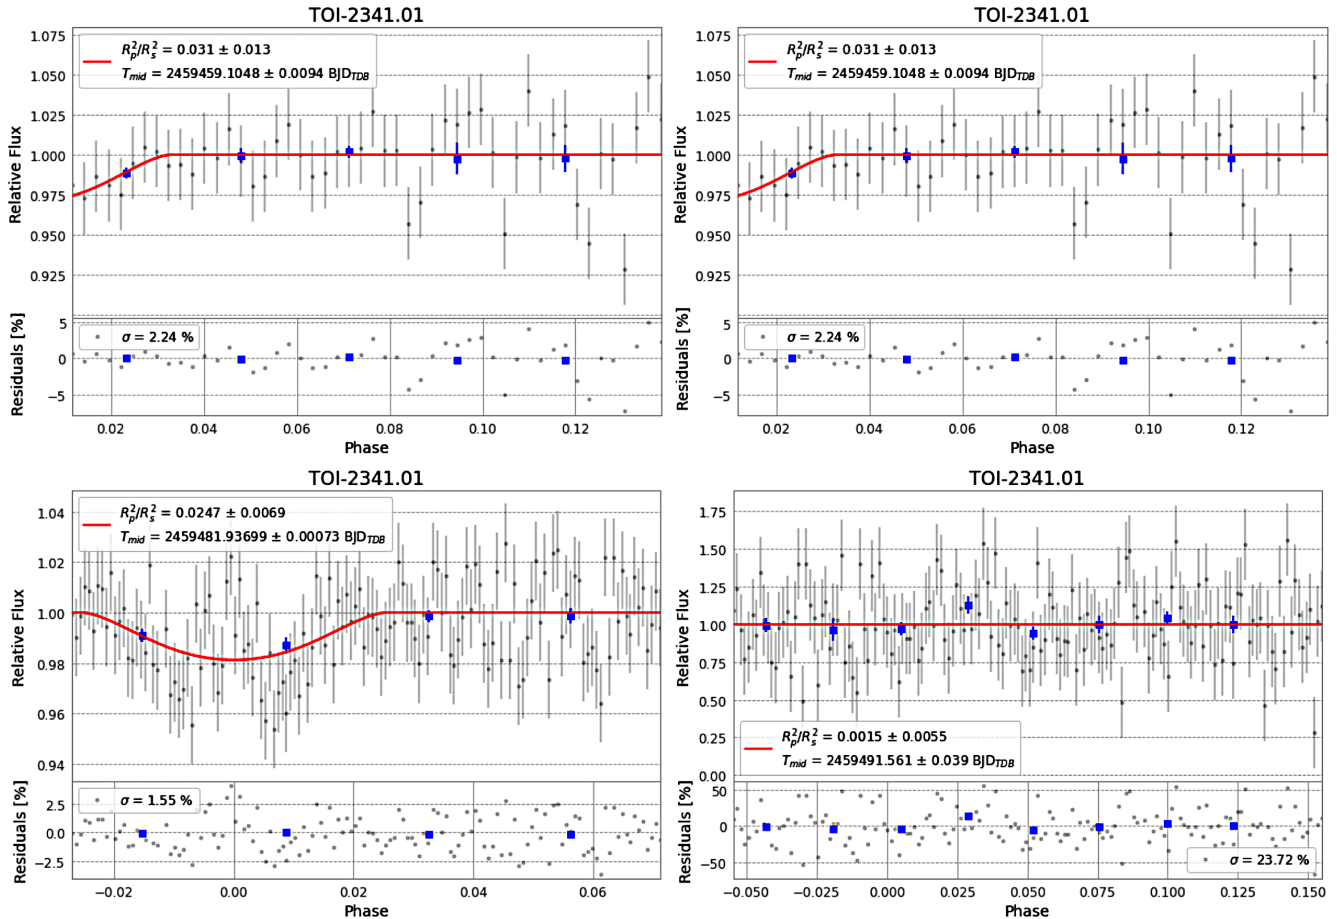 TOI-2341.01
R_p^2/R_s^2 = 0.031 ± 0.013
T_mid = 2459459.1048 ± 0.0094 BJD_TDB
1.075
1.050
1.025
1.000
0.975
0.950
0.925
Relative Flux
σ = 2.24 %
5
0
−5
Residuals [%]
0.02 0.04 0.06 0.08 0.10 0.12
Phase
TOI-2341.01
R_p^2/R_s^2 = 0.031 ± 0.013
T_mid = 2459459.1048 ± 0.0094 BJD_TDB
1.075
1.050
1.025
1.000
0.975
0.950
0.925
Relative Flux
σ = 2.24 %
5
0
−5
Residuals [%]
0.02 0.04 0.06 0.08 0.10 0.12
Phase
TOI-2341.01
R_p^2/R_s^2 = 0.0247 ± 0.0069
T_mid = 2459481.93699 ± 0.00073 BJD_TDB
1.04
1.02
1.00
0.98
0.96
0.94
Relative Flux
σ = 1.55 %
2.5
0.0
−2.5
Residuals [%]
−0.02 0.00 0.02 0.04 0.06
Phase
TOI-2341.01
1.75
1.50
1.25
1.00
0.75
0.50
0.25
0.00
Relative Flux
R_p^2/R_s^2 = 0.0015 ± 0.0055
T_mid = 2459491.561 ± 0.039 BJD_TDB
50
0
−50
Residuals [%]
σ = 23.72 %
−0.050 −0.025 0.000 0.025 0.050 0.075 0.100 0.125 0.150
Phase